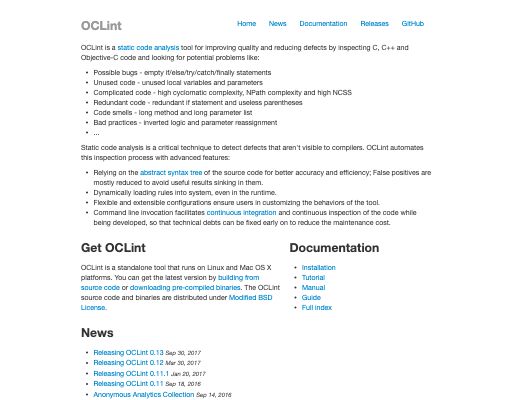 OCLint
Home News Documentation Releases GitHub
OCLint is a static code analysis tool for improving quality and reducing defects by inspecting C, C++ and
Objective-C code and looking for potential problems like:
• Possible bugs - empty if/else/try/catch/finally statements
• Unused code - unused local variables and parameters
• Complicated code - high cyclomatic complexity, NPath complexity and high NCSS
• Redundant code - redundant if statement and useless parentheses
• Code smells - long method and long parameter list
• Bad practices - inverted logic and parameter reassignment
• ...
Static code analysis is a critical technique to detect defects that aren't visible to compilers. OCLint automates
this inspection process with advanced features:
• Relying on the abstract syntax tree of the source code for better accuracy and efficiency; False positives are
mostly reduced to avoid useful results sinking in them.
• Dynamically loading rules into system, even in the runtime.
• Flexible and extensible configurations ensure users in customizing the behaviors of the tool.
• Command line invocation facilitates continuous integration and continuous inspection of the code while
being developed, so that technical debts can be fixed early on to reduce the maintenance cost.
Get OCLint
OCLint is a standalone tool that runs on Linux and Mac OS X
platforms. You can get the latest version by building from
source code or downloading pre-compiled binaries. The OCLint
source code and binaries are distributed under Modified BSD
License.
Documentation
• Installation
• Tutorial
• Manual
• Guide
• Full index
News
• Releasing OCLint 0.13 Sep 30, 2017
• Releasing OCLint 0.12 Mar 30, 2017
• Releasing OCLint 0.11.1 Jan 20, 2017
• Releasing OCLint 0.11 Sep 18, 2016
• Anonymous Analytics Collection Sep 14, 2016